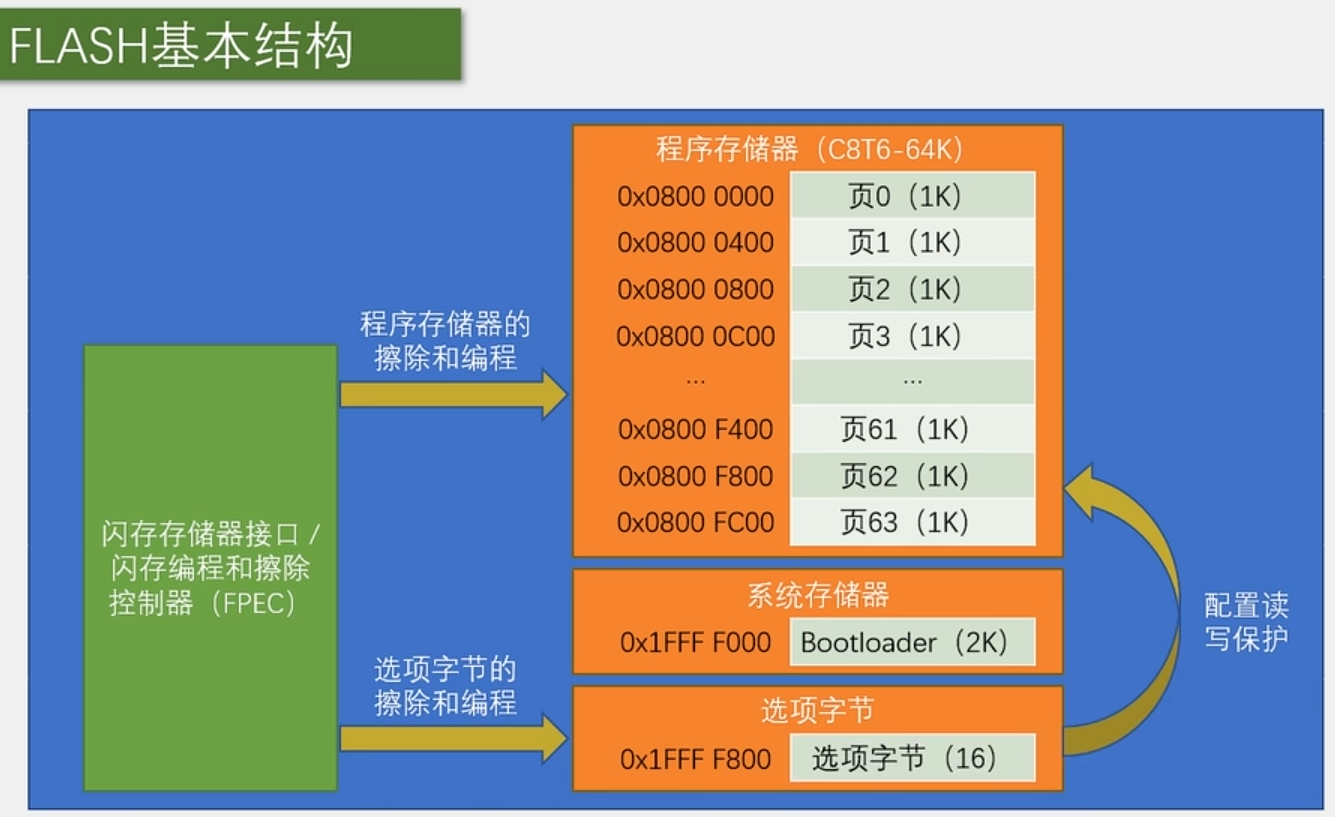 FLASH基本结构
程序存储器（C8T6-64K）
0x0800 0000 页0（1K）
0x0800 0400 页1（1K）
0x0800 0800 页2（1K）
0x0800 0C00 页3（1K）
... ...
0x0800 F400 页61（1K）
0x0800 F800 页62（1K）
0x0800 FC00 页63（1K）
程序存储器的
擦除和编程
闪存存储器接口 /
闪存编程和擦除
控制器（FPEC）
系统存储器
0x1FFF F000 Bootloader（2K）
选项字节的
擦除和编程
选项字节
0x1FFF F800 选项字节（16）
配置读
写保护